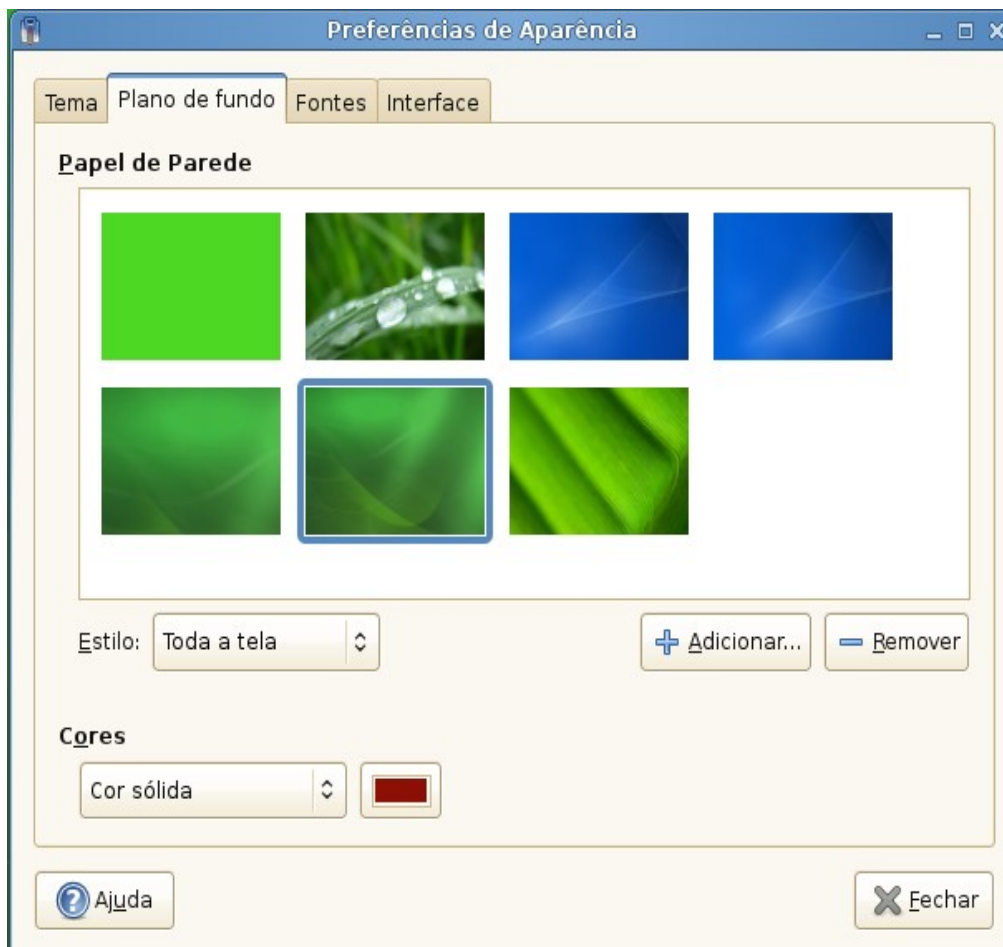 Preferências de Aparência
Tema Plano de fundo Fontes Interface
Papel de Parede
Estilo: Toda a tela Adicionar... Remover
Cores
Cor sólida
Ajuda Fechar